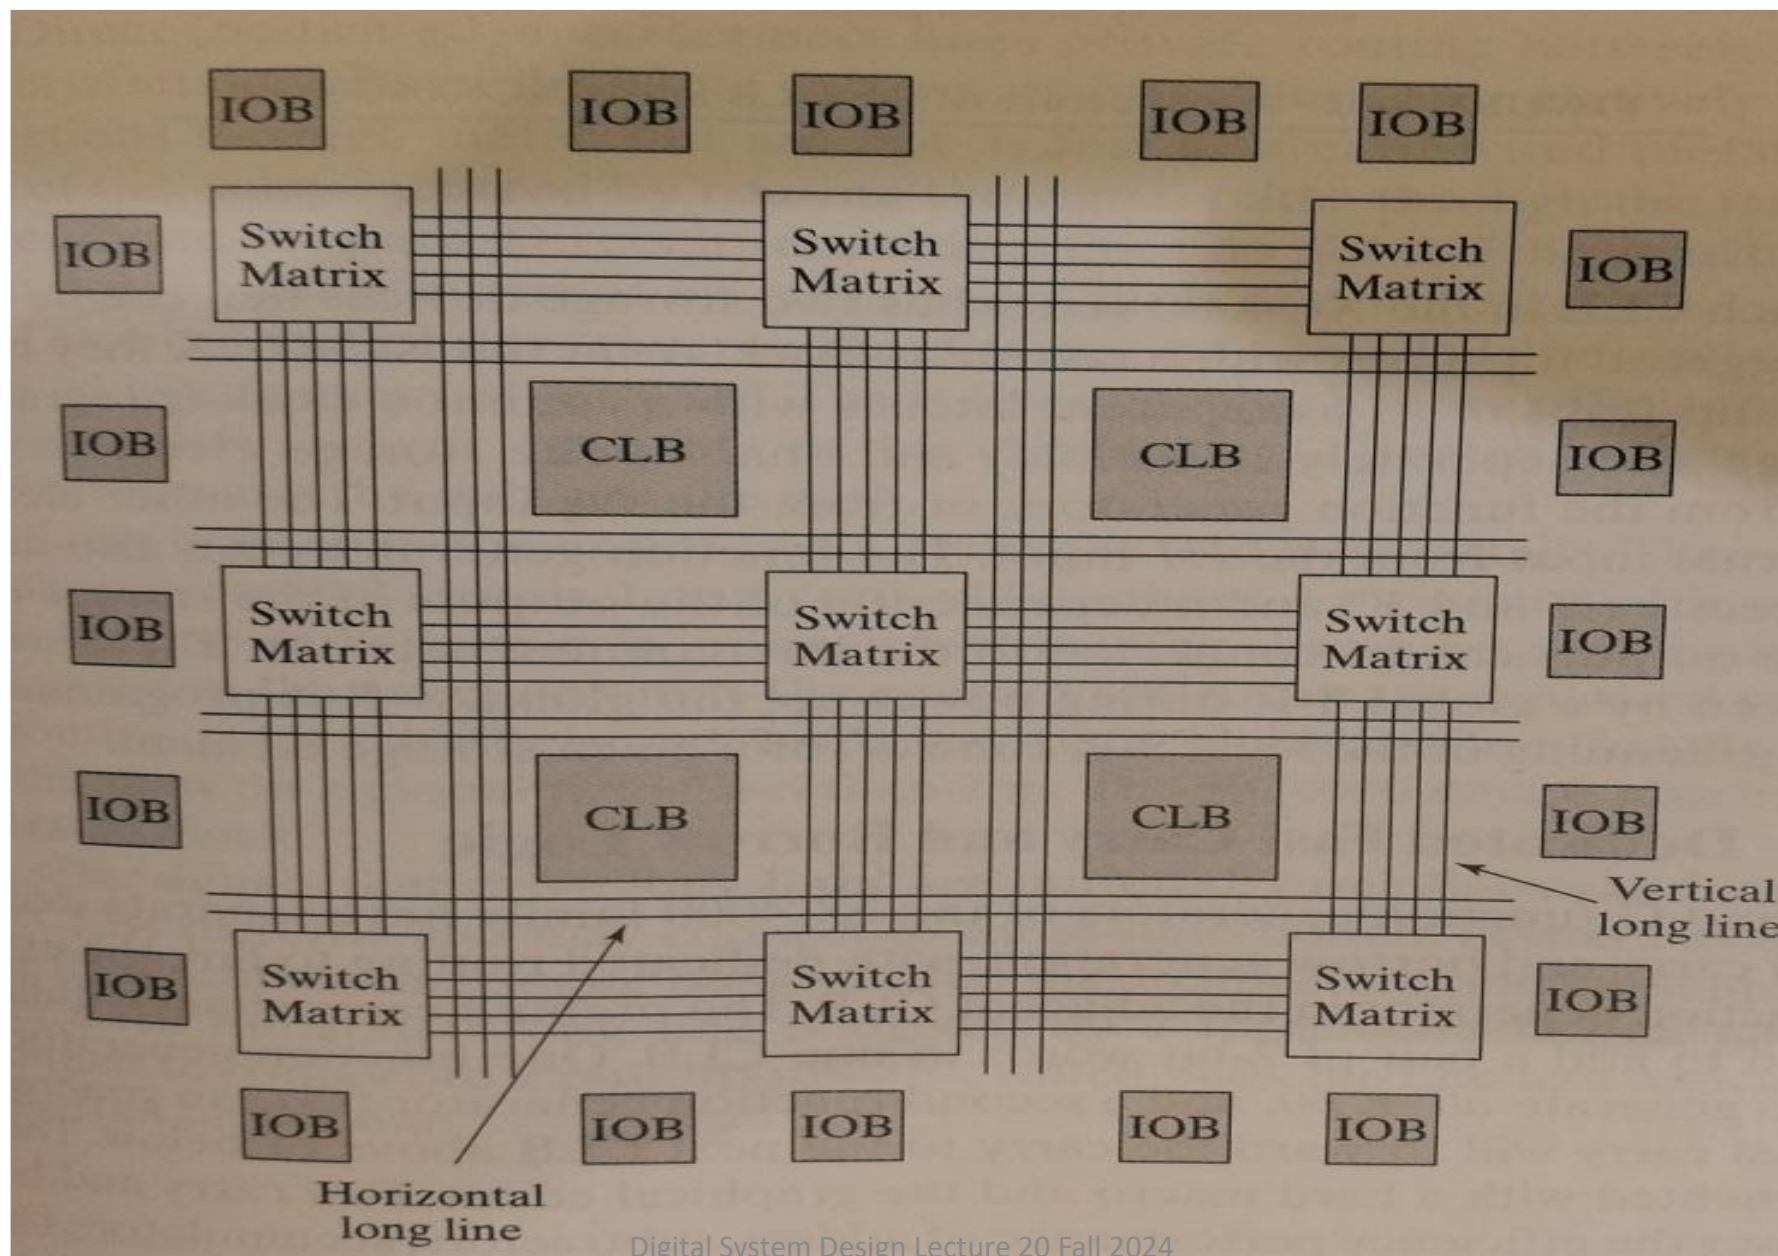 IOB IOB IOB IOB IOB
IOB
Switch
Matrix
Switch
Matrix
Switch
Matrix
IOB
IOB
CLB
CLB
IOB
IOB
Switch
Matrix
Switch
Matrix
Switch
Matrix
IOB
IOB
CLB
CLB
IOB
Vertical
long line
IOB
Switch
Matrix
Switch
Matrix
Switch
Matrix
IOB
IOB IOB IOB IOB IOB
Horizontal
long line
Digital System Design Lecture 20 Fall 2024